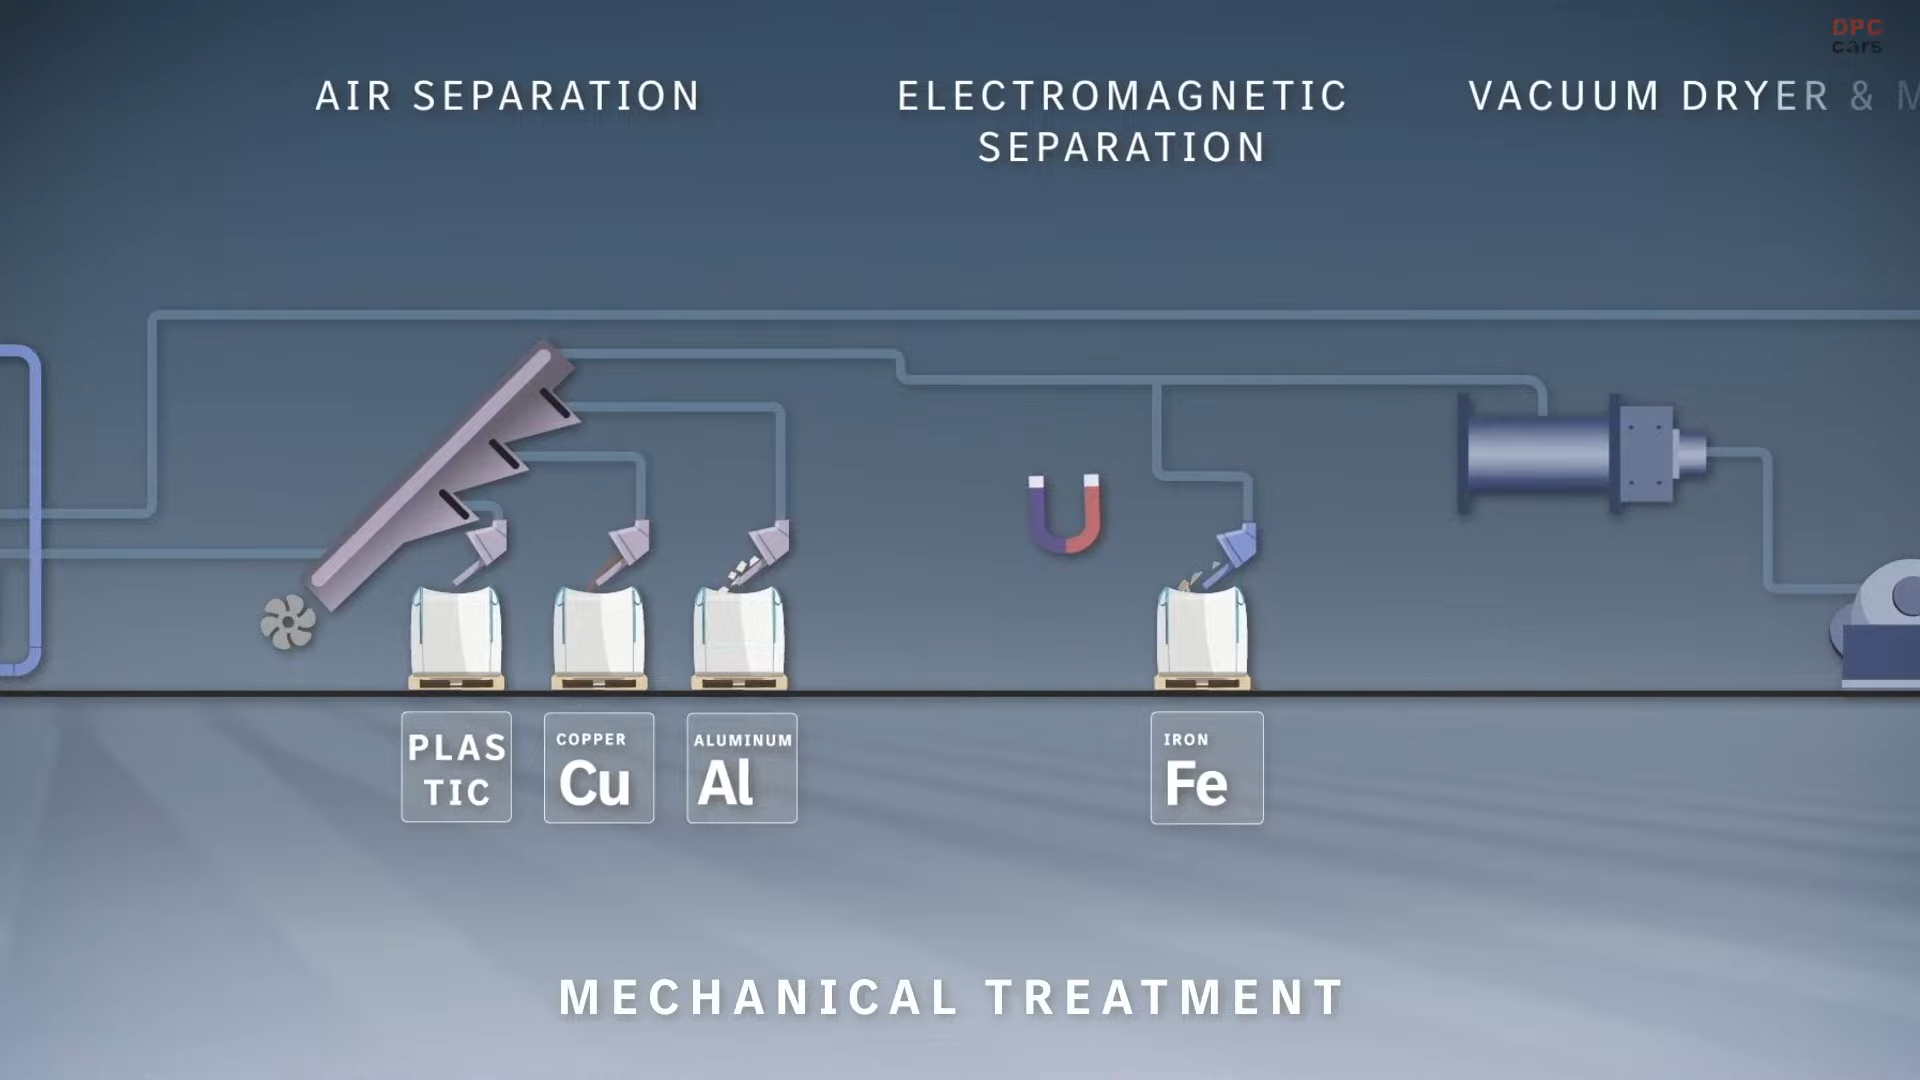 DPC
cars
AIR SEPARATION
ELECTROMAGNETIC
SEPARATION
VACUUM DRYER & M
PLAS
TIC
COPPER
Cu
ALUMINUM
Al
IRON
Fe
MECHANICAL TREATMENT